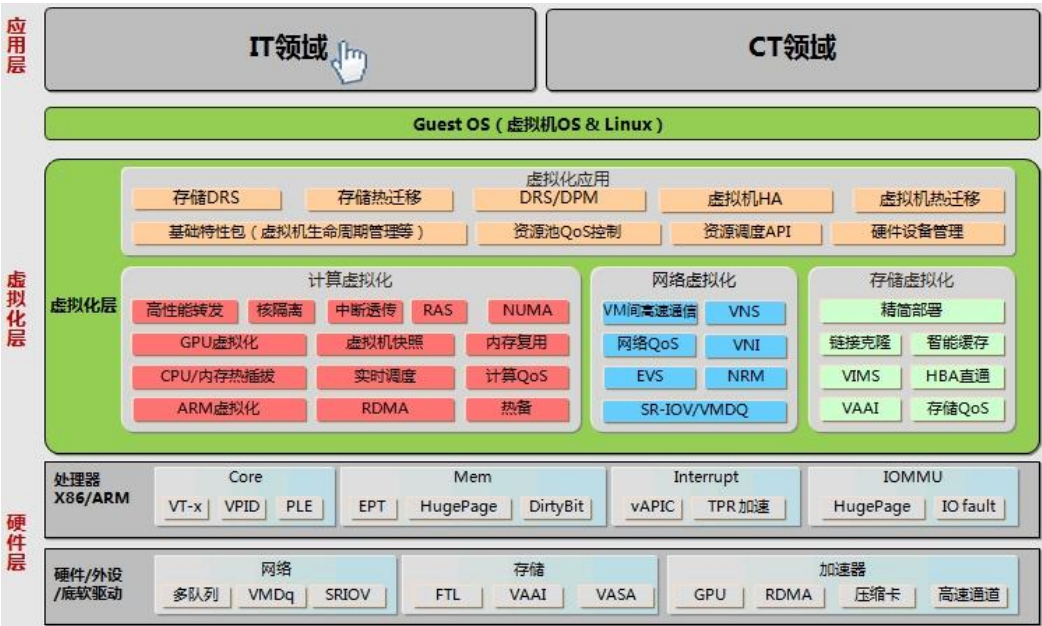 应用层
IT领域 CT领域
Guest OS（虚拟机OS & Linux）
虚拟化层
虚拟化层
虚拟化应用
存储DRS 存储热迁移 DRS/DPM 虚拟机HA 虚拟机热迁移
基础特性包（虚拟机生命周期管理等） 资源池QoS控制 资源调度API 硬件设备管理
计算虚拟化
高性能转发 核隔离 中断透传 RAS NUMA
GPU虚拟化 虚拟机快照 内存复用
CPU/内存热插拔 实时调度 计算QoS
ARM虚拟化 RDMA 热备
网络虚拟化
VM间高速通信 VNS
网络QoS VNI
EVS NRM
SR-IOV/VMDQ
存储虚拟化
精简部署
链接克隆 智能缓存
VIMS HBA直通
VAAI 存储QoS
硬件层
处理器
X86/ARM
Core
VT-x VPID PLE
Mem
EPT HugePage DirtyBit
Interrupt
vAPIC TPR加速
IOMMU
HugePage IO fault
硬件/外设
/底软驱动
网络
多队列 VMDq SRIOV
存储
FTL VAAI VASA
加速器
GPU RDMA 压缩卡 高速通道